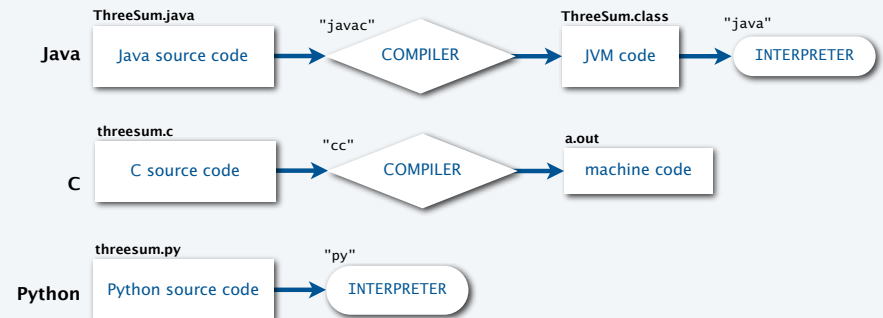 ThreeSum.java
"javac"
ThreeSum.class
"java"
Java
Java source code
COMPILER
JVM code
INTERPRETER
threesum.c
"cc"
a.out
C
C source code
COMPILER
machine code
threesum.py
"py"
Python
Python source code
INTERPRETER